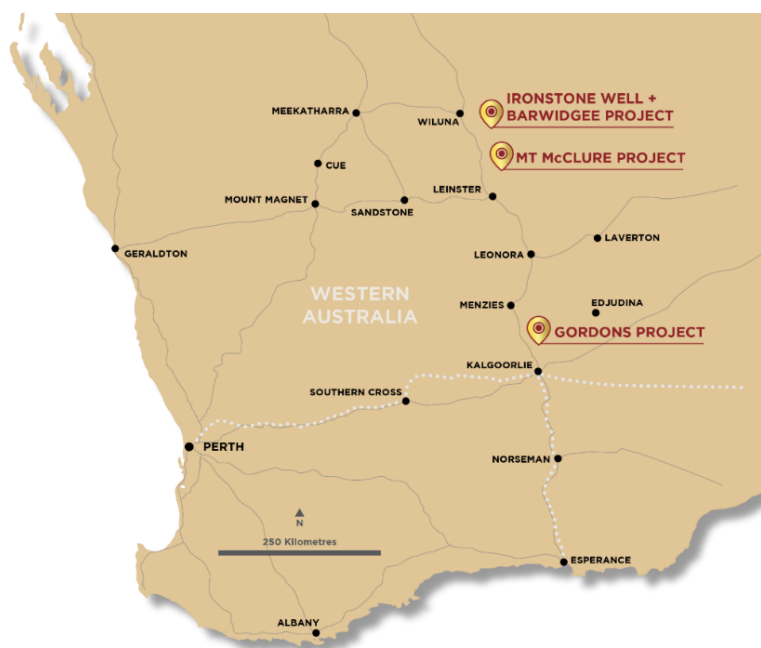 IRONSTONE WELL +
BARWIDGEE PROJECT
MEEKATHARRA
WILUNA
MT McCLURE PROJECT
CUE
LEINSTER
MOUNT MAGNET
SANDSTONE
LAVERTON
GERALDTON
LEONORA
WESTERN
AUSTRALIA
MENZIES
EDJUDINA
GORDONS PROJECT
KALGOORLIE
SOUTHERN CROSS
PERTH
NORSEMAN
N
250 Kilometres
ESPERANCE
ALBANY